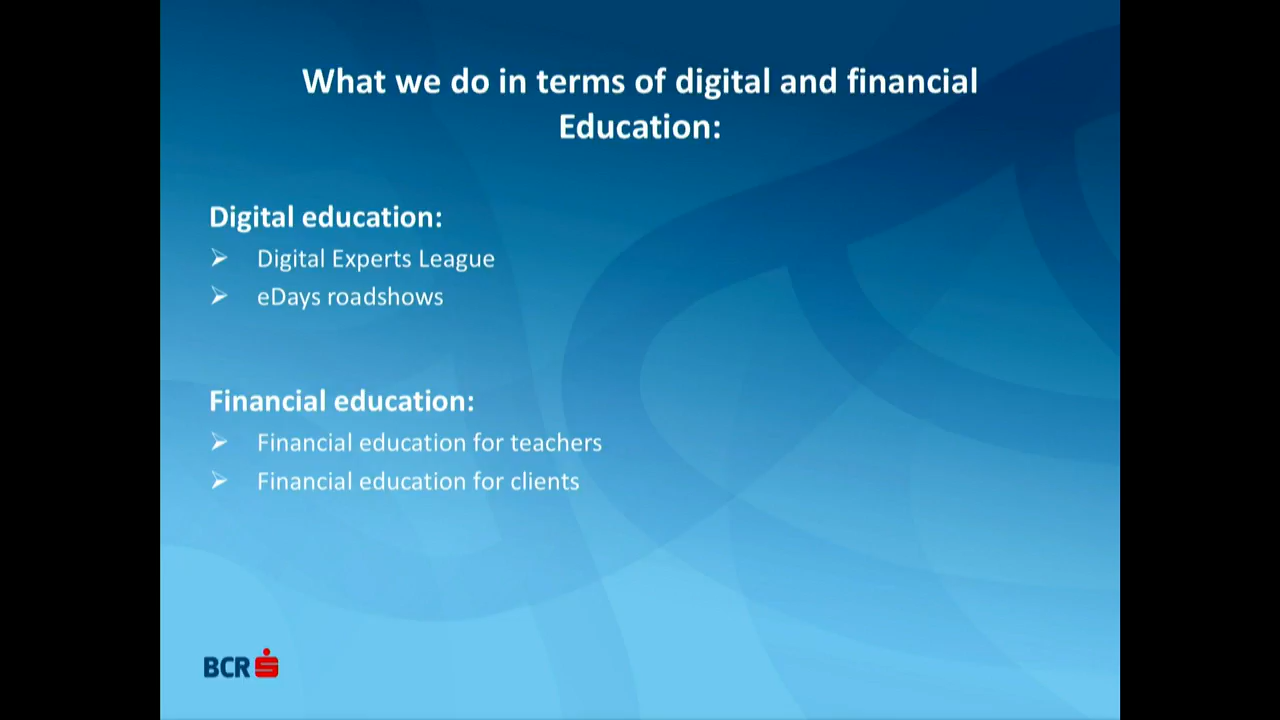 What we do in terms of digital and financial
Education:
Digital education:
➢ Digital Experts League
➢ eDays roadshows
Financial education:
➢ Financial education for teachers
➢ Financial education for clients
BCR